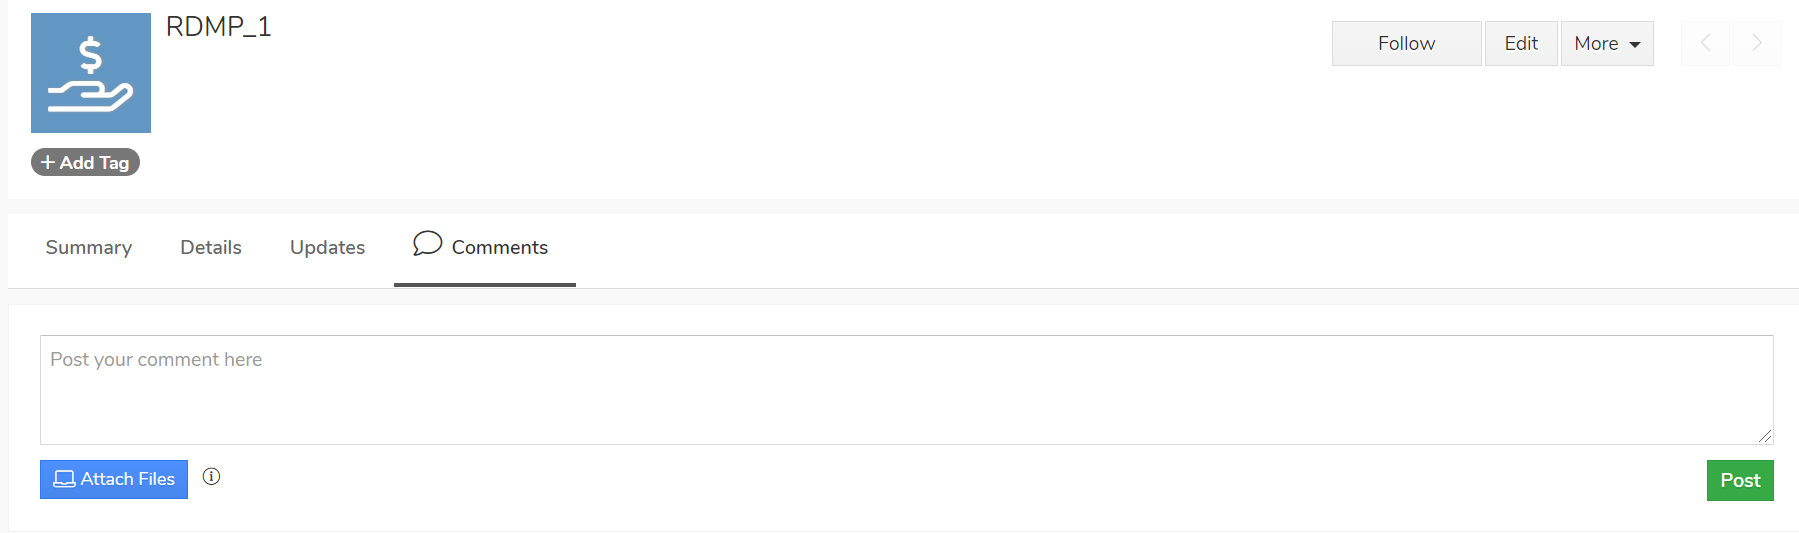 RDMP_1
Follow
Edit
More
+ Add Tag
Summary
Details
Updates
Comments
Post your comment here
Attach Files
Post